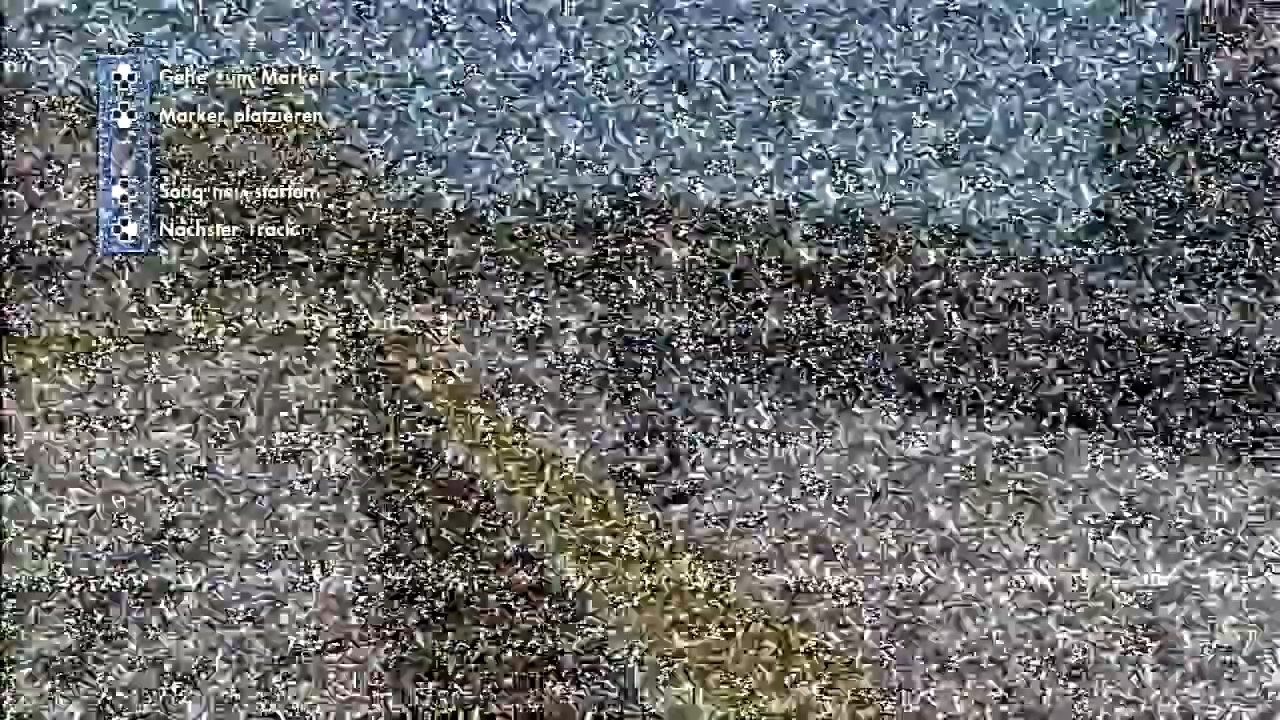 Gehe zum Marker
Marker platzieren
Song neu starten
Nächster Track